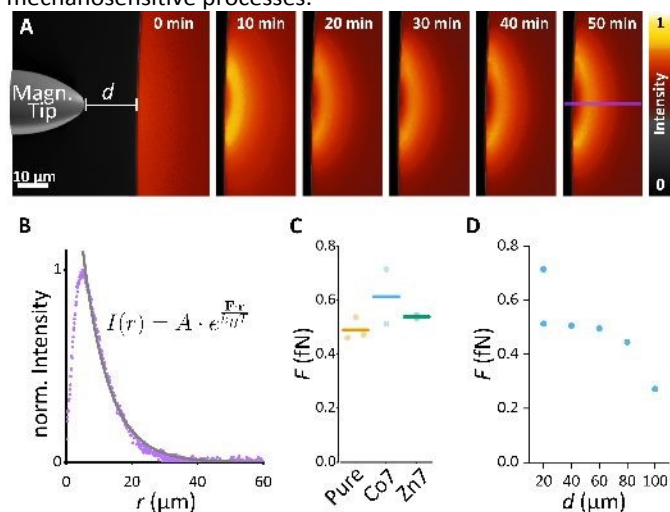 mechanosensitive processes.
A
0 min
10 min
20 min
30 min
40 min
50 min
Magn.
Tip
d
10 µm
1
Intensity
0
B
norm. Intensity
1
0
I(r) = A · e
0 20 40 60
r (µm)
C
F (fN)
0.8
0.6
0.4
0.2
0.0
Pure Co7 Zn7
D
F (fN)
0.8
0.6
0.4
0.2
0.0
20 40 60 80 100
d (µm)